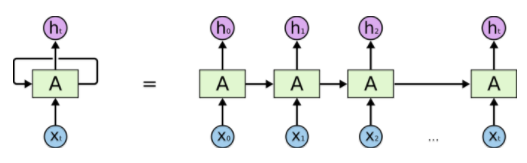 hₜ h₀ h₁ h₂ hₜ
A = A A A A
xₜ x₀ x₁ x₂ ... xₜ